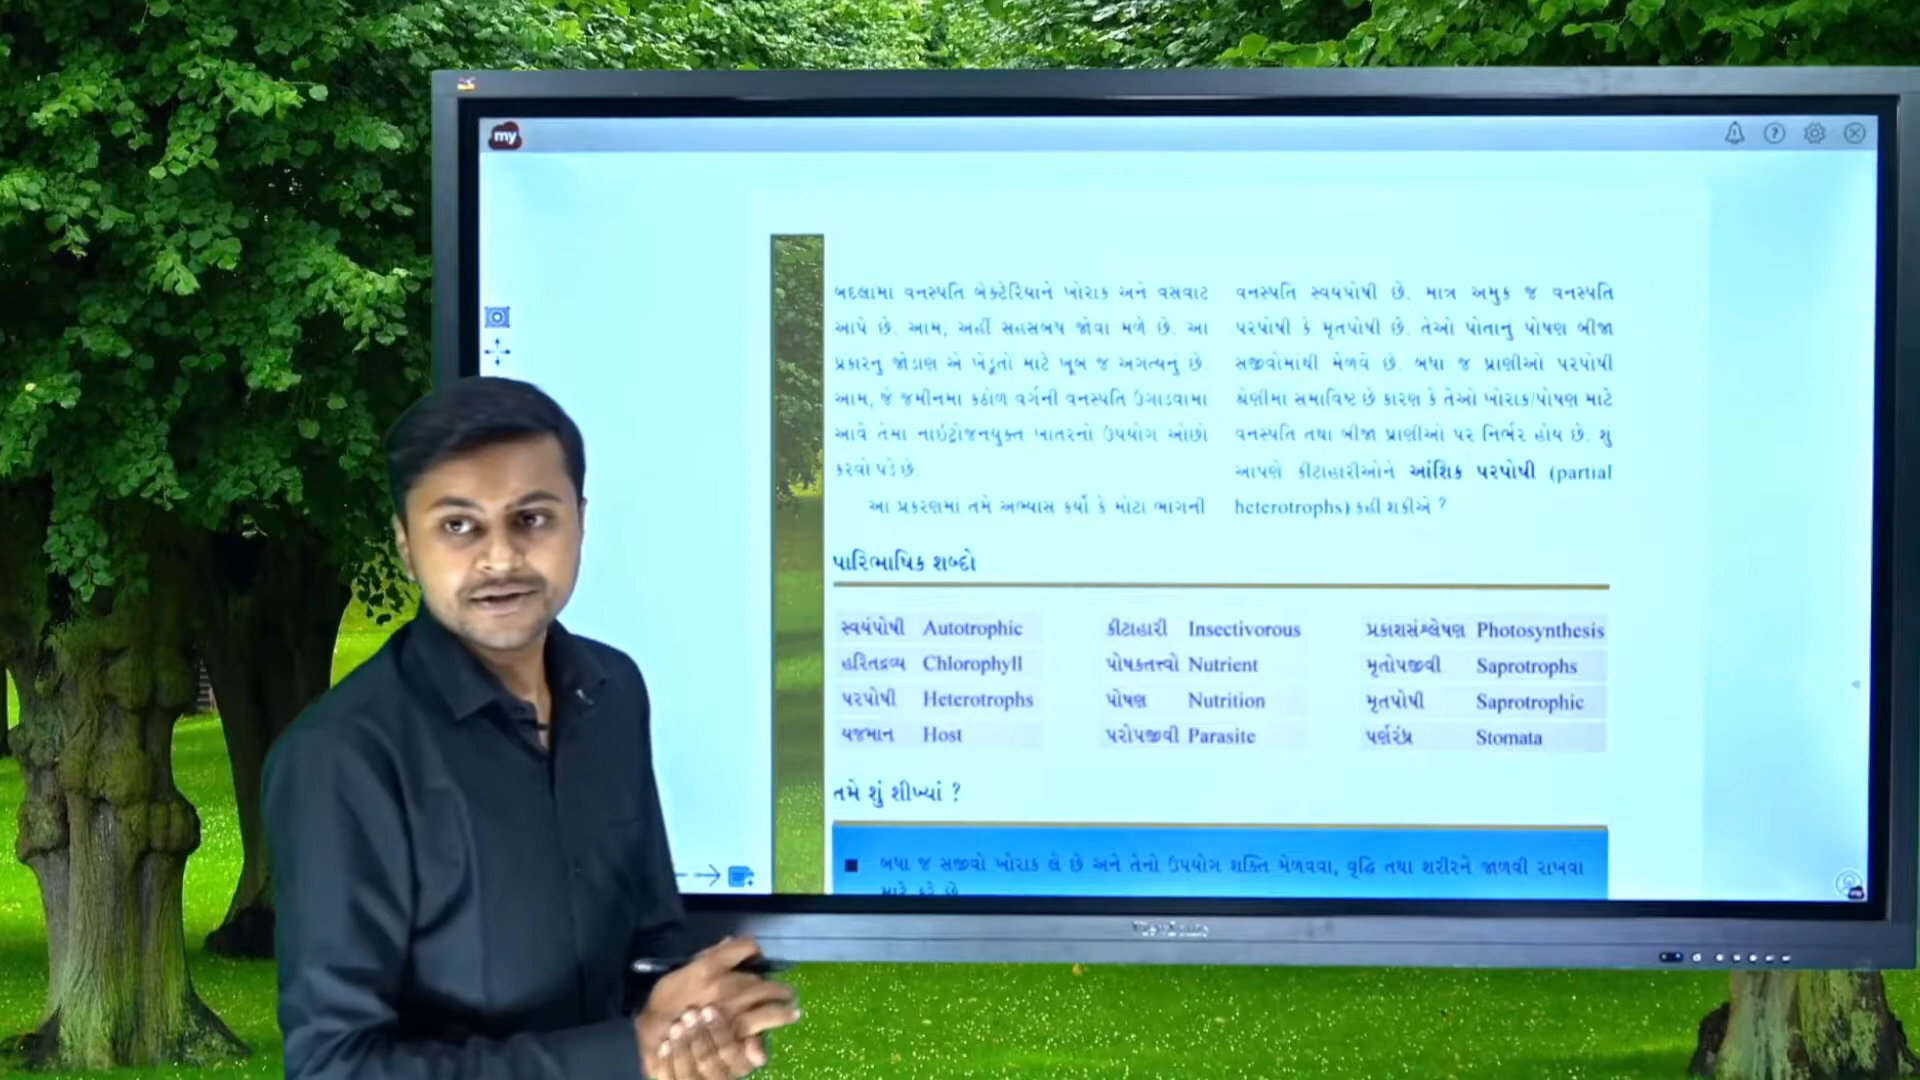 my
બદલામાં વનસ્પતિ બેક્ટેરિયાને ખોરાક અને વસવાટ
આપે છે. આમ, અહીં સહસંબંધ જોવા મળે છે. આ
પ્રકારનું જોડાણ એ ખેડૂતો માટે ખૂબ જ અગત્યનું છે.
આમ, જે જમીનમાં કઠોળ વર્ગની વનસ્પતિ ઉગાડવામાં
આવે તેમાં નાઈટ્રોજનયુક્ત ખાતરનો ઉપયોગ ઓછો
કરવો પડે છે.
આ પ્રકરણમાં તમે અભ્યાસ કર્યો કે મોટા ભાગની
વનસ્પતિ સ્વયંપોષી છે. માત્ર અમુક જ વનસ્પતિ
પરપોષી કે મૃતપોષી છે. તેઓ પોતાનું પોષણ બીજા
સજીવોમાંથી મેળવે છે. બધા જ પ્રાણીઓ પરપોષી
શ્રેણીમાં સમાવિષ્ટ છે કારણ કે તેઓ ખોરાક/પોષણ માટે
વનસ્પતિ તથા બીજા પ્રાણીઓ પર નિર્ભર હોય છે. શું
આપણે કીટાહારીઓને આંશિક પરપોષી (partial
heterotrophs) કહી શકીએ ?
પારિભાષિક શબ્દો
સ્વયંપોષી Autotrophic કીટાહારી Insectivorous પ્રકાશસંશ્લેષણ Photosynthesis
હરિતદ્રવ્ય Chlorophyll પોષકતત્ત્વો Nutrient મૃતોપજીવી Saprotrophs
પરપોષી Heterotrophs પોષણ Nutrition મૃતપોષી Saprotrophic
યજમાન Host પરોપજીવી Parasite પર્ણરંધ્ર Stomata
તમે શું શીખ્યાં ?
■ બધા જ સજીવો ખોરાક લે છે અને તેનો ઉપયોગ શક્તિ મેળવવા, વૃદ્ધિ તથા શરીરને જાળવી રાખવા
ViewSonic